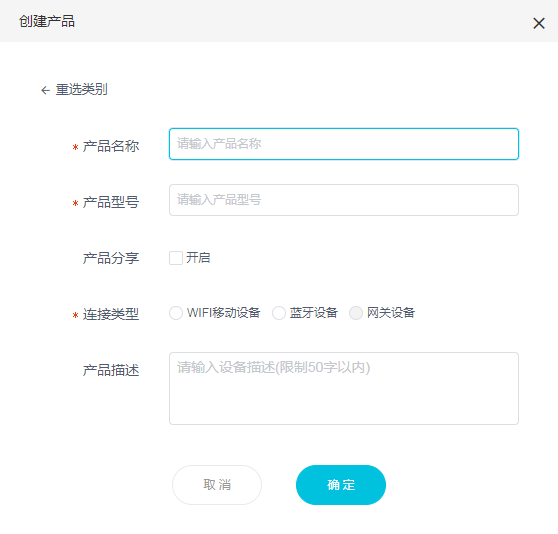 创建产品
← 重选类别
* 产品名称 请输入产品名称
* 产品型号 请输入产品型号
产品分享 开启
* 连接类型 WIFI移动设备 蓝牙设备 网关设备
产品描述 请输入设备描述(限制50字以内)
取消 确定